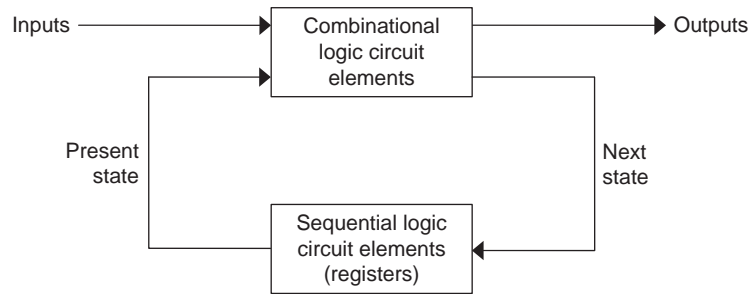 Inputs
Combinational
logic circuit
elements
Outputs
Present
state
Next
state
Sequential logic
circuit elements
(registers)